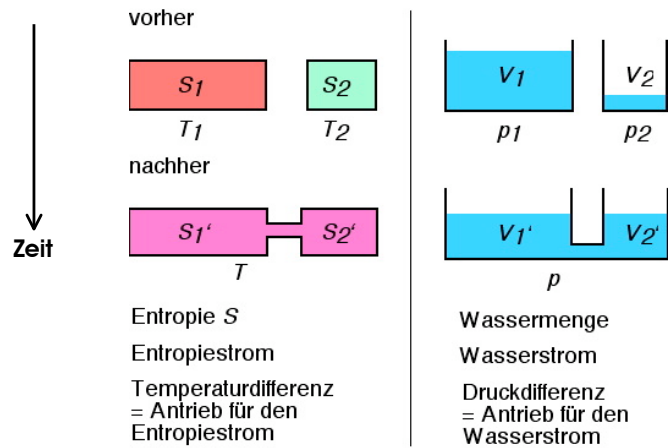 vorher
S1
S2
T1
T2
nachher
S1'
S2'
T
Zeit
Entropie S
Entropiestrom
Temperaturdifferenz
= Antrieb für den
Entropiestrom
V1
V2
p1
p2
V1'
V2'
p
Wassermenge
Wasserstrom
Druckdifferenz
= Antrieb für den
Wasserstrom